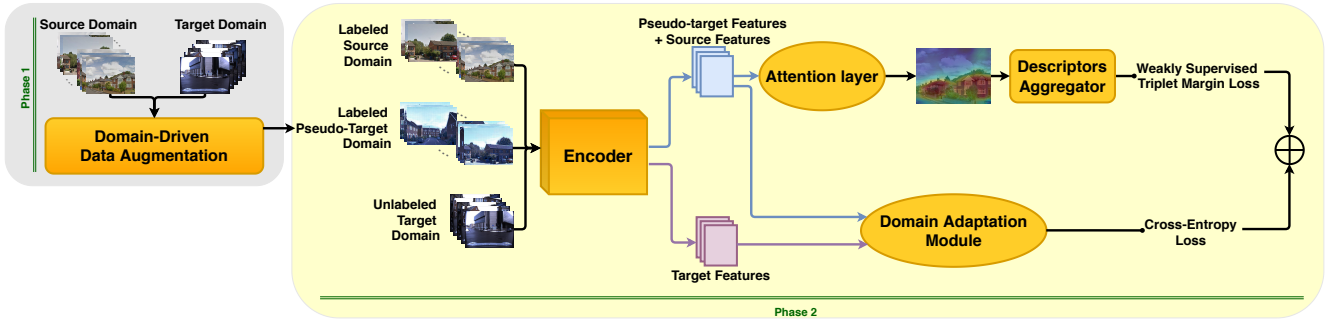 Source Domain
Target Domain
Phase 1
Domain-Driven
Data Augmentation
Labeled
Source
Domain
Labeled
Pseudo-Target
Domain
Unlabeled
Target
Domain
Encoder
Pseudo-target Features
+ Source Features
Target Features
Attention layer
Descriptors
Aggregator
Weakly Supervised
Triplet Margin Loss
Domain Adaptation
Module
Cross-Entropy
Loss
Phase 2